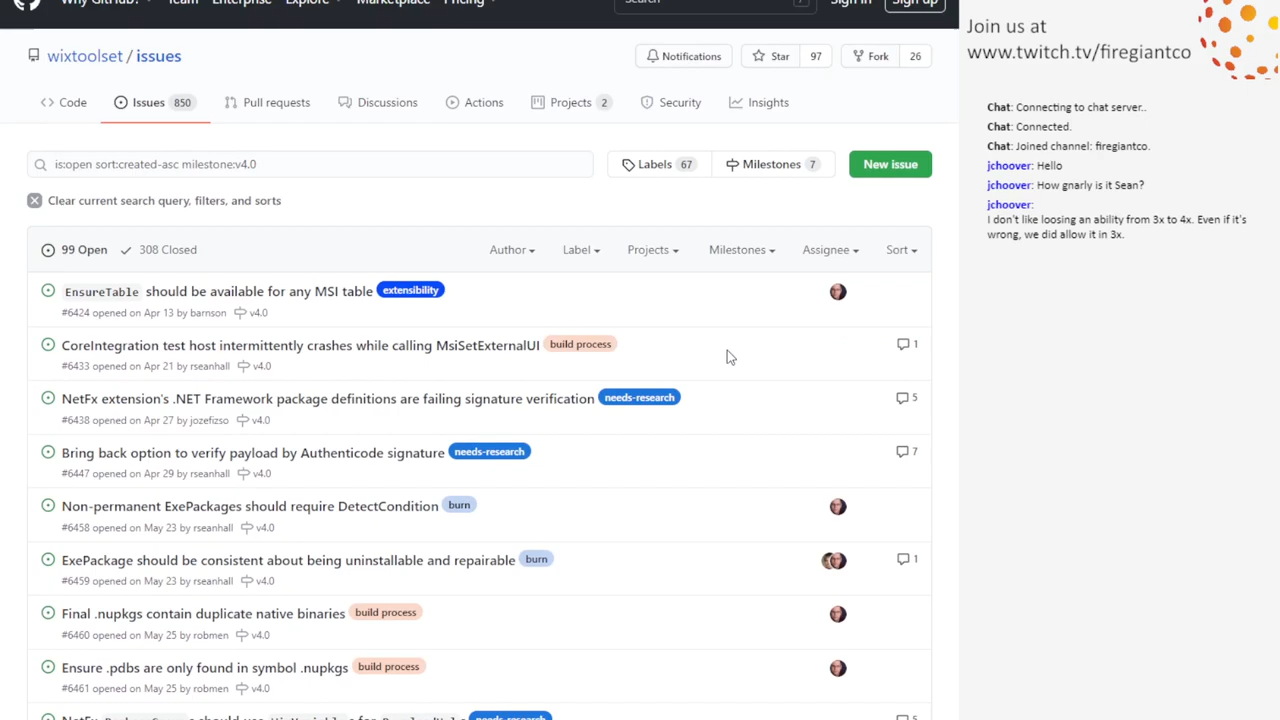 Why GitHub? Team Enterprise Explore Marketplace Pricing Search / Sign in Sign up
wixtoolset / issues
Notifications Star 97 Fork 26
Code Issues 850 Pull requests Discussions Actions Projects 2 Security Insights
is:open sort:created-asc milestone:v4.0 Labels 67 Milestones 7 New issue
Clear current search query, filters, and sorts
99 Open 308 Closed Author Label Projects Milestones Assignee Sort
EnsureTable should be available for any MSI table extensibility
#6424 opened on Apr 13 by barnson v4.0
CoreIntegration test host intermittently crashes while calling MsiSetExternalUI build process 1
#6433 opened on Apr 21 by rseanhall v4.0
NetFx extension's .NET Framework package definitions are failing signature verification needs-research 5
#6438 opened on Apr 27 by jozefizso v4.0
Bring back option to verify payload by Authenticode signature needs-research 7
#6447 opened on Apr 29 by rseanhall v4.0
Non-permanent ExePackages should require DetectCondition burn
#6458 opened on May 23 by rseanhall v4.0
ExePackage should be consistent about being uninstallable and repairable burn 1
#6459 opened on May 23 by rseanhall v4.0
Final .nupkgs contain duplicate native binaries build process
#6460 opened on May 25 by robmen v4.0
Ensure .pdbs are only found in symbol .nupkgs build process
#6461 opened on May 25 by robmen v4.0
needs-research 5
Join us at
www.twitch.tv/firegiantco
Chat: Connecting to chat server..
Chat: Connected.
Chat: Joined channel: firegiantco.
jchoover: Hello
jchoover: How gnarly is it Sean?
jchoover:
I don't like loosing an ability from 3x to 4x. Even if it's
wrong, we did allow it in 3x.